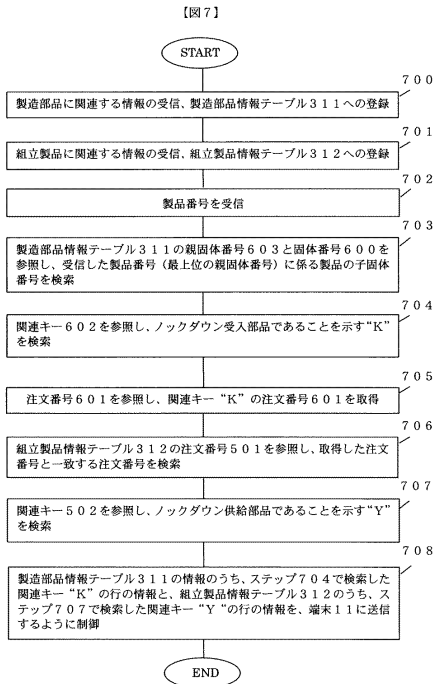 【図7】
START
700
製造部品に関連する情報の受信、製造部品情報テーブル311への登録
701
組立製品に関連する情報の受信、組立製品情報テーブル312への登録
702
製品番号を受信
703
製造部品情報テーブル311の親固体番号603と固体番号600を
参照し、受信した製品番号（最上位の親固体番号）に係る製品の子固体
番号を検索
704
関連キー602を参照し、ノックダウン受入部品であることを示す“K”
を検索
705
注文番号601を参照し、関連キー“K”の注文番号601を取得
706
組立製品情報テーブル312の注文番号501を参照し、取得した注文
番号と一致する注文番号を検索
707
関連キー502を参照し、ノックダウン供給部品であることを示す“Y”
を検索
708
製造部品情報テーブル311の情報のうち、ステップ704で検索した
関連キー“K”の行の情報と、組立製品情報テーブル312のうち、ス
テップ707で検索した関連キー“Y“の行の情報を、端末11に送信
するように制御
END